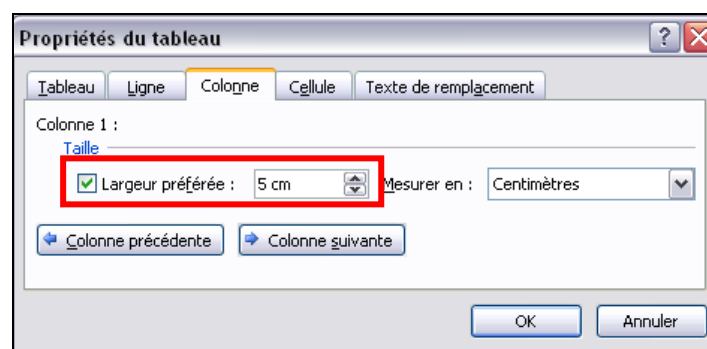 Propriétés du tableau
Tableau Ligne Colonne Cellule Texte de remplacement
Colonne 1 :
Taille
Largeur préférée : 5 cm Mesurer en : Centimètres
Colonne précédente Colonne suivante
OK Annuler